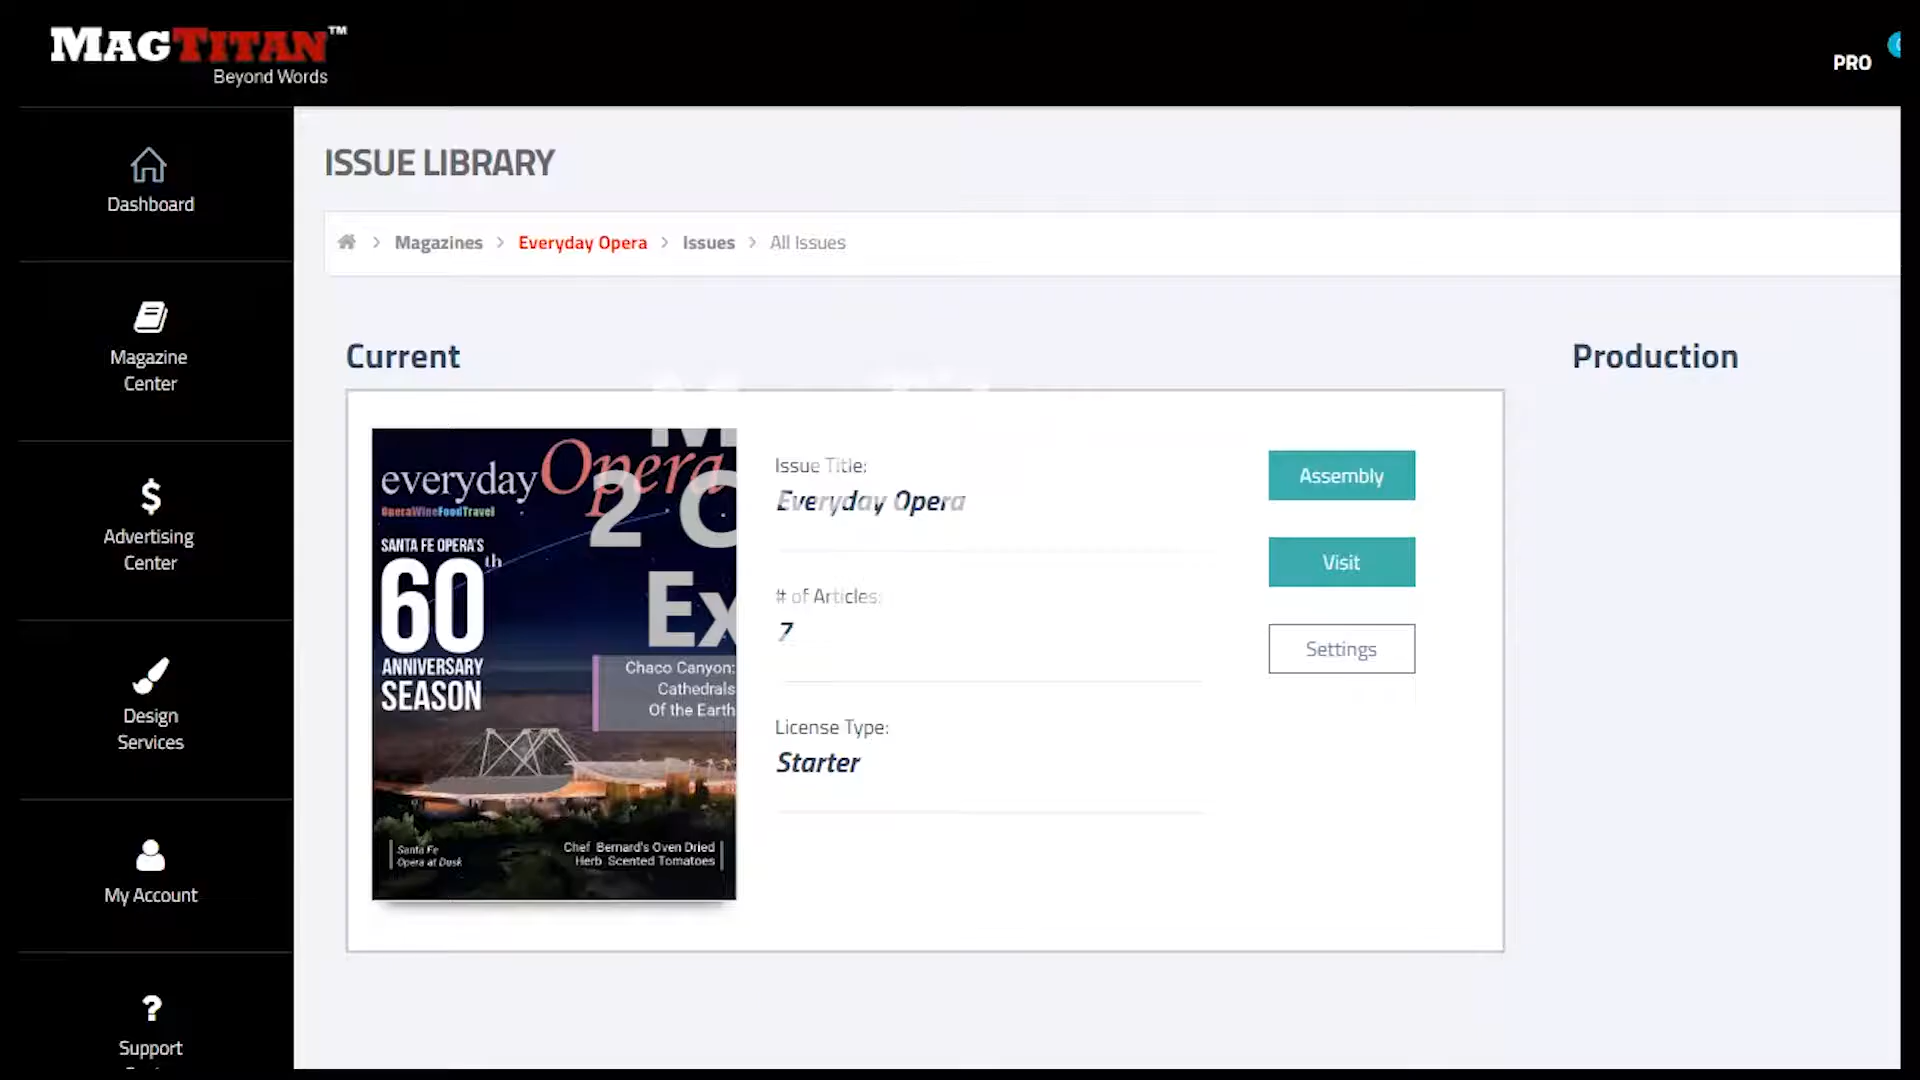 MAGTITAN™
Beyond Words
PRO
Dashboard
Magazine
Center
Advertising
Center
Design
Services
My Account
Support
ISSUE LIBRARY
Magazines > Everyday Opera > Issues > All Issues
Current
Production
everyday Opera
OperaWineFoodTravel
SANTA FE OPERA'S
60th
ANNIVERSARY
SEASON
2
Ex
Chaco Canyon:
Cathedrals
Of the Earth
Santa Fe
Opera at Dusk
Chef Bernard's Oven Dried
Herb Scented Tomatoes
Issue Title:
Everyday Opera
# of Articles:
7
License Type:
Starter
Assembly
Visit
Settings